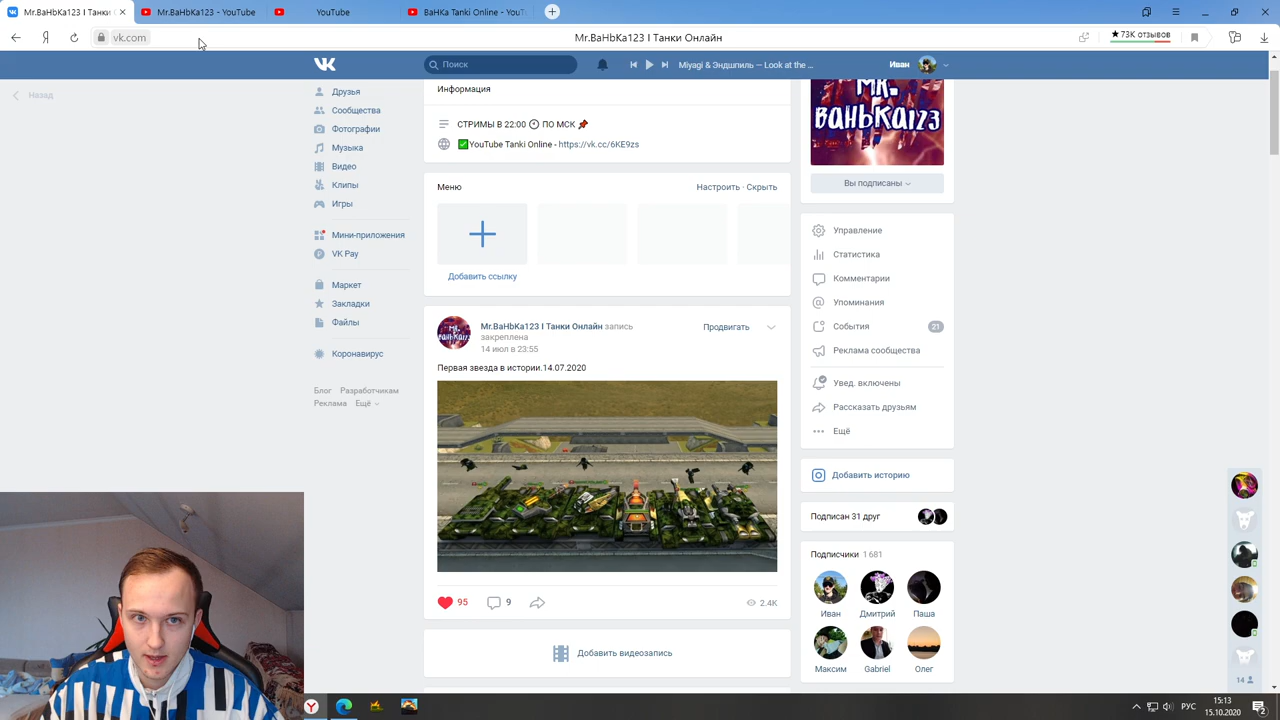 Mr.BaHbKa123 I Танки О
Mr.BaHbKa123 - YouTube
YouTube
Mr.BaHbKa123 - YouTube
Я
vk.com
Mr.BaHbKa123 I Танки Онлайн
★ 73K отзывов
Поиск
Miyagi & Эндшпиль — Look at the ...
Иван
Назад
Друзья
Сообщества
Фотографии
Музыка
Видео
Клипы
Игры
Мини-приложения
VK Pay
Маркет
Закладки
Файлы
Коронавирус
Блог Разработчикам
Реклама Ещё
Информация
СТРИМЫ В 22:00 🕙 ПО МСК 📌
✅YouTube Tanki Online - https://vk.cc/6KE9zs
Меню
Настроить · Скрыть
Добавить ссылку
Mr.BaHbKa123 I Танки Онлайн запись
закреплена
14 июл в 23:55
Продвигать
Первая звезда в истории.14.07.2020
95
9
2.4K
Добавить видеозапись
MR.
ВАНЬКА123
Вы подписаны
Управление
Статистика
Комментарии
Упоминания
События 21
Реклама сообщества
Увед. включены
Рассказать друзьям
Ещё
Добавить историю
Подписан 31 друг
Подписчики 1 681
Иван
Дмитрий
Паша
Максим
Gabriel
Олег
14
РУС
15:13
15.10.2020
2